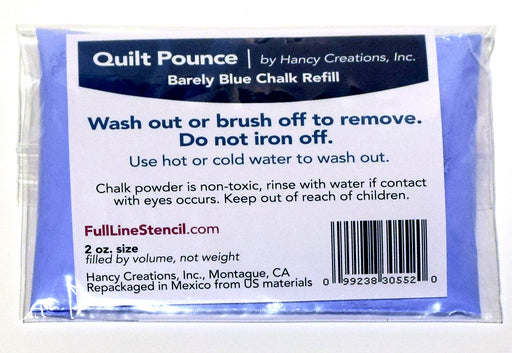 Quilt Pounce | by Hancy Creations, Inc.
Barely Blue Chalk Refill
Wash out or brush off to remove.
Do not iron off.
Use hot or cold water to wash out.
Chalk powder is non-toxic, rinse with water if contact
with eyes occurs. Keep out of reach of children.
FullLineStencil.com
2 oz. size
filled by volume, not weight
Hancy Creations, Inc., Montague, CA
Repackaged in Mexico from US materials
0 99238 30552 0